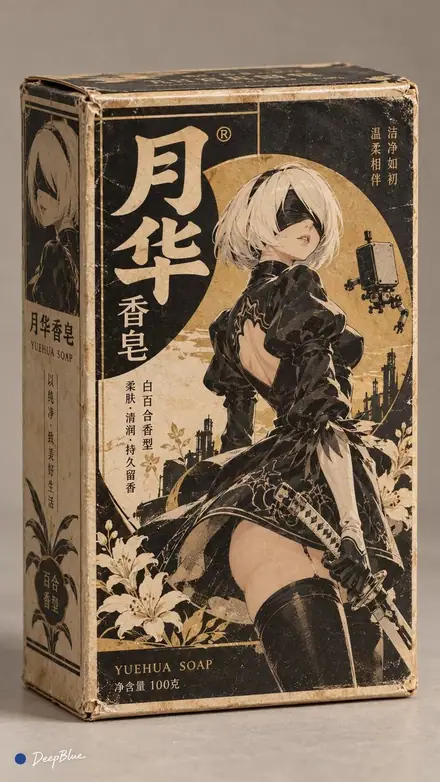 月华
®
香皂
白百合香型
柔肤·清润·持久留香
洁净如初
温柔相伴
YUEHUA SOAP
净含量 100克
月华香皂
YUEHUA SOAP
以纯净·致美好生活
百合
香型
DeepBlue